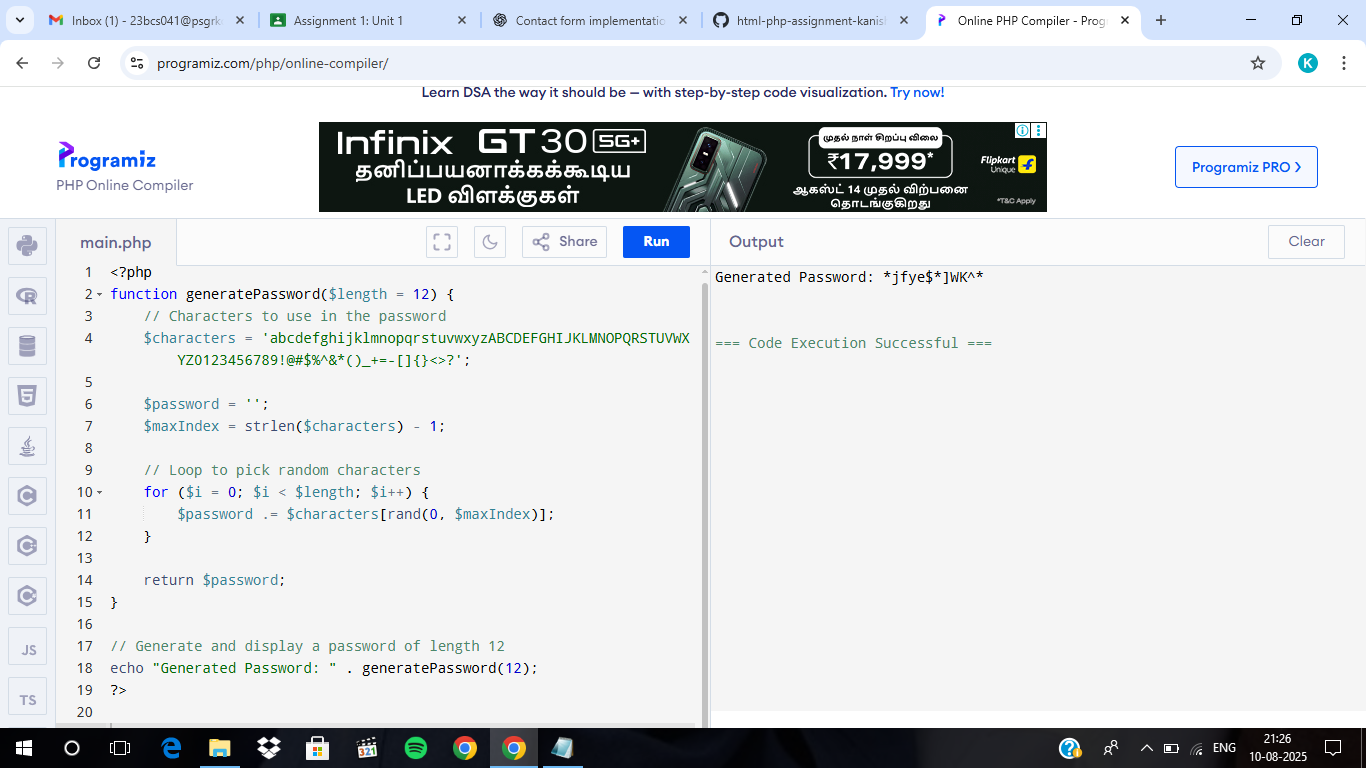 Inbox (1) - 23bcs041@psgrk
Assignment 1: Unit 1
Contact form implementatio
html-php-assignment-kanish
Online PHP Compiler - Prog
programiz.com/php/online-compiler/
K
Learn DSA the way it should be — with step-by-step code visualization. Try now!
Programiz
PHP Online Compiler
Infinix GT 30 5G+
தனிப்பயனாக்கக்கூடிய
LED விளக்குகள்
முதல் நாள் சிறப்பு விலை
₹17,999*
ஆகஸ்ட் 14 முதல் விற்பனை
தொடங்குகிறது
Flipkart
Unique
*T&C Apply
Programiz PRO >
main.php
Share
Run
Output
Clear
1 <?php
2 function generatePassword($length = 12) {
3 // Characters to use in the password
4 $characters = 'abcdefghijklmnopqrstuvwxyzABCDEFGHIJKLMNOPQRSTUVWX
YZ0123456789!@#$%^&*()_+=-[]{}<>?';
5
6 $password = '';
7 $maxIndex = strlen($characters) - 1;
8
9 // Loop to pick random characters
10 for ($i = 0; $i < $length; $i++) {
11 $password .= $characters[rand(0, $maxIndex)];
12 }
13
14 return $password;
15 }
16
17 // Generate and display a password of length 12
18 echo "Generated Password: " . generatePassword(12);
19 ?>
20
Generated Password: *jfye$*]WK^*
=== Code Execution Successful ===
JS
TS
321
ENG
21:26
10-08-2025